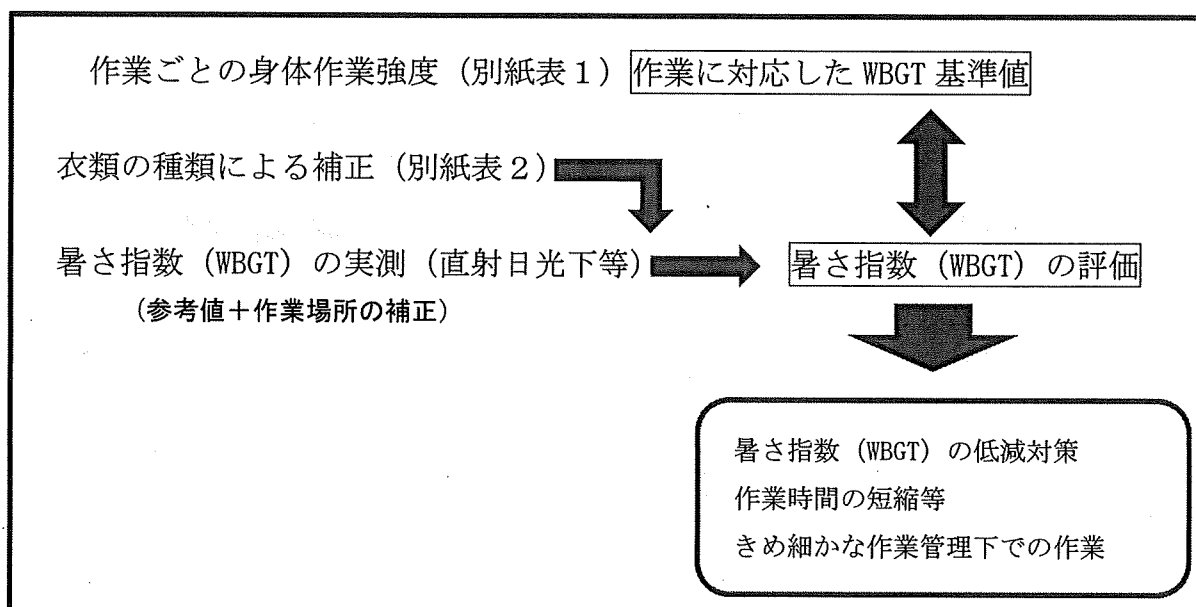 作業ごとの身体作業強度（別紙表１）作業に対応した WBGT 基準値
衣類の種類による補正（別紙表２）
暑さ指数（WBGT）の実測（直射日光下等）
暑さ指数（WBGT）の評価
（参考値＋作業場所の補正）
暑さ指数（WBGT）の低減対策
作業時間の短縮等
きめ細かな作業管理下での作業